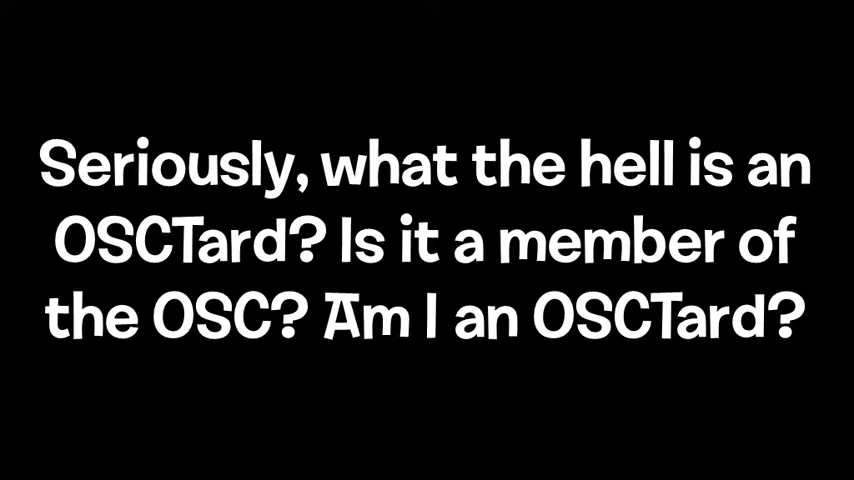 Seriously, what the hell is an
OSCTard? Is it a member of
the OSC? Am I an OSCTard?